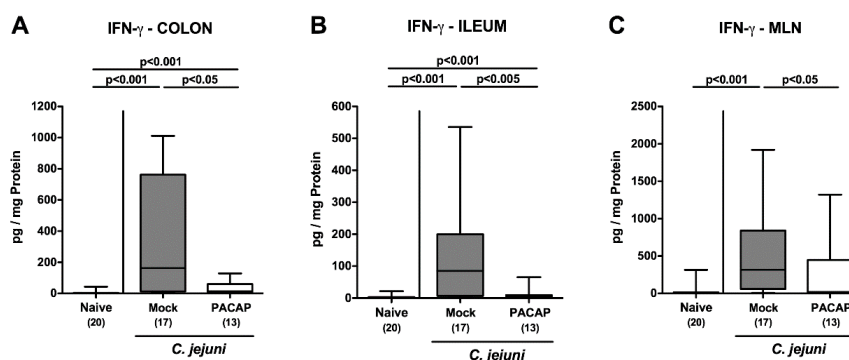 A
IFN-γ - COLON
p<0.001
p<0.001 p<0.05
pg / mg Protein
1200
1000
800
600
400
200
0
Naive Mock PACAP
(20) (17) (13)
C. jejuni
B
IFN-γ - ILEUM
p<0.001
p<0.001 p<0.005
pg / mg Protein
600
500
400
300
200
100
0
Naive Mock PACAP
(20) (17) (13)
C. jejuni
C
IFN-γ - MLN
p<0.001 p<0.05
pg / mg Protein
2500
2000
1500
1000
500
0
Naive Mock PACAP
(20) (17) (13)
C. jejuni